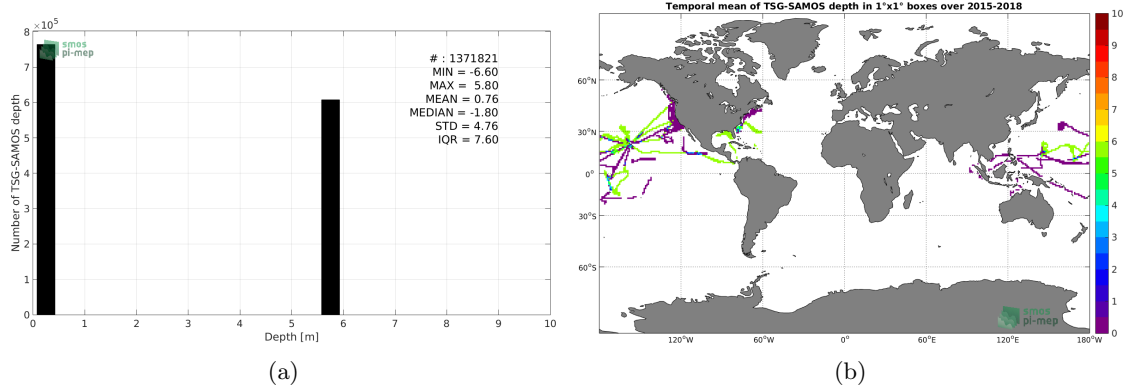 ×10⁵
8
7
6
5
4
3
2
1
0
Number of TSG-SAMOS depth
smos
pi-mep
# : 1371821
MIN = -6.60
MAX = 5.80
MEAN = 0.76
MEDIAN = -1.80
STD = 4.76
IQR = 7.60
0 1 2 3 4 5 6 7 8 9 10
Depth [m]
(a)
Temporal mean of TSG-SAMOS depth in 1°x1° boxes over 2015-2018
60°N
30°N
0°
30°S
60°S
120°W 60°W 0° 60°E 120°E 180°W
smos
pi-mep
10
9
8
7
6
5
4
3
2
1
0
(b)